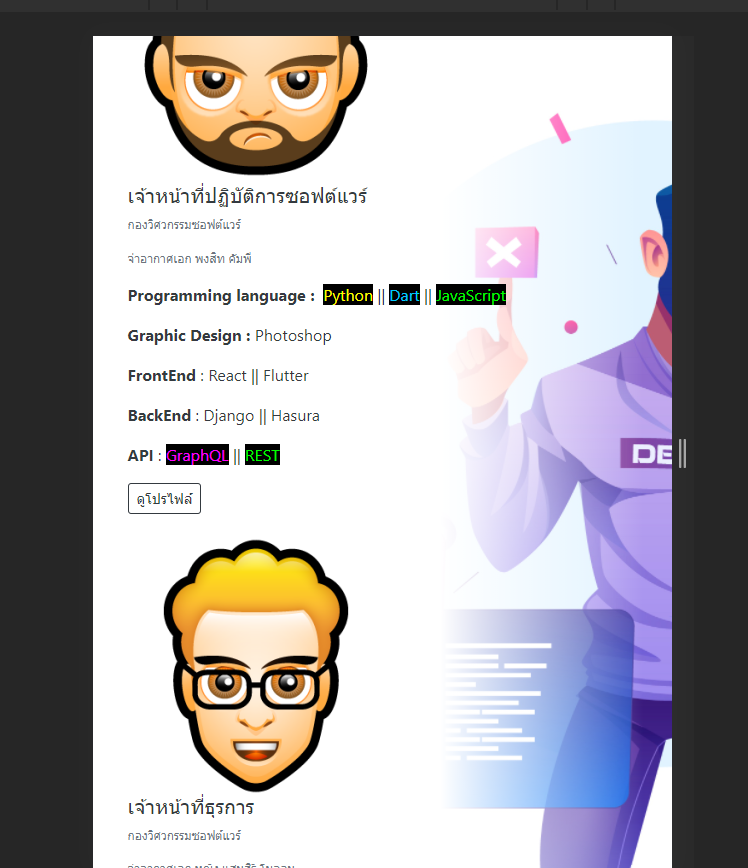 เจ้าหน้าที่ปฏิบัติการซอฟต์แวร์
กองวิศวกรรมซอฟต์แวร์
จ่าอากาศเอก พงสิท คัมพี
Programming language : Python || Dart || JavaScript
Graphic Design : Photoshop
FrontEnd : React || Flutter
BackEnd : Django || Hasura
DE
API : GraphQL || REST
ดูโปรไฟล์
เจ้าหน้าที่ธุรการ
กองวิศวกรรมซอฟต์แวร์